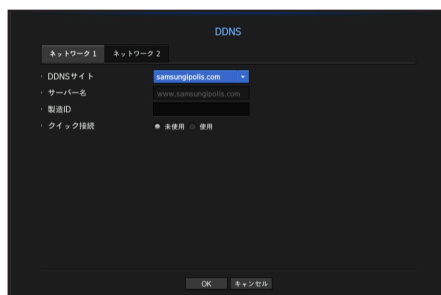 DDNS
ネットワーク 1 ネットワーク 2
DDNSサイト samsungipolis.com
サーバー名 www.samsungipolis.com
製造ID
クイック接続 未使用 使用
OK キャンセル